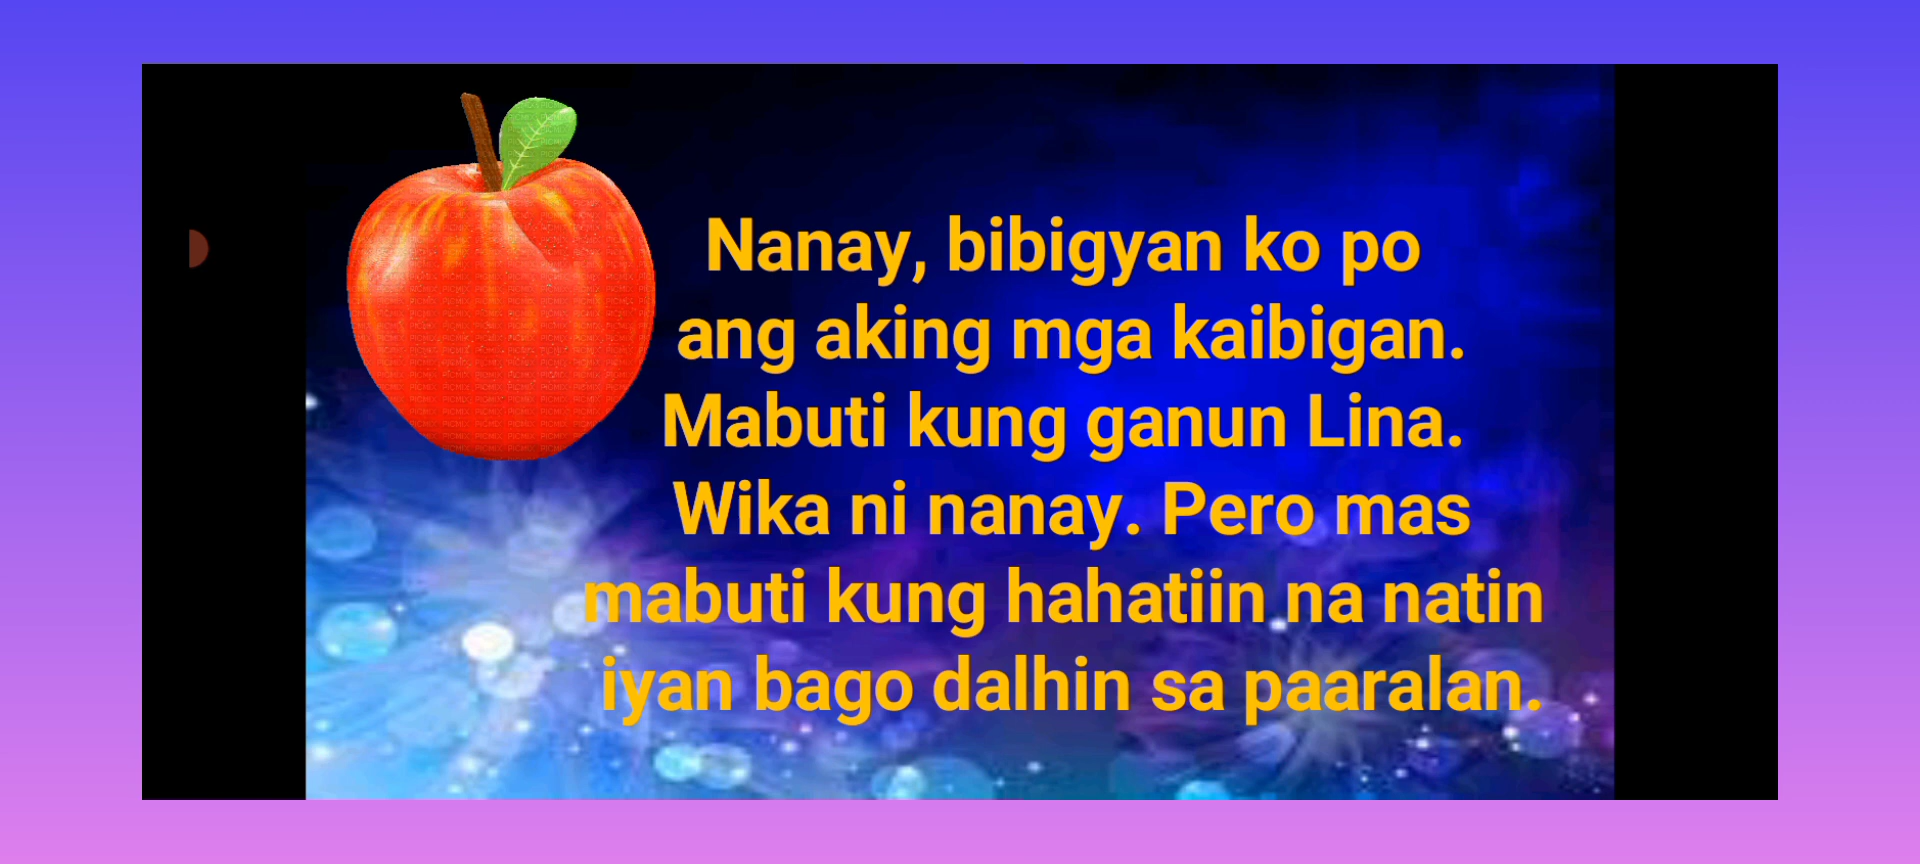 Nanay, bibigyan ko po
ang aking mga kaibigan.
Mabuti kung ganun Lina.
Wika ni nanay. Pero mas
mabuti kung hahatiin na natin
iyan bago dalhin sa paaralan.